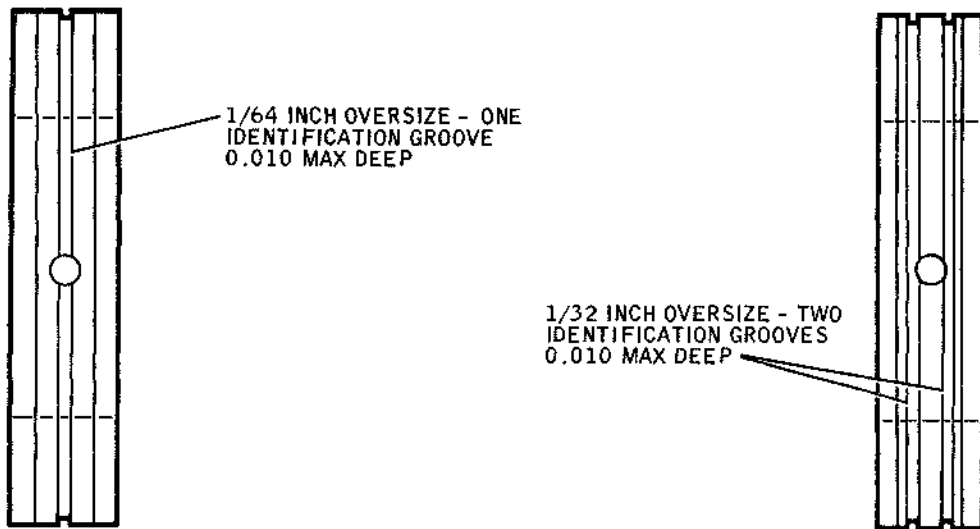 1/64 INCH OVERSIZE - ONE
IDENTIFICATION GROOVE
0.010 MAX DEEP
1/32 INCH OVERSIZE - TWO
IDENTIFICATION GROOVES
0.010 MAX DEEP